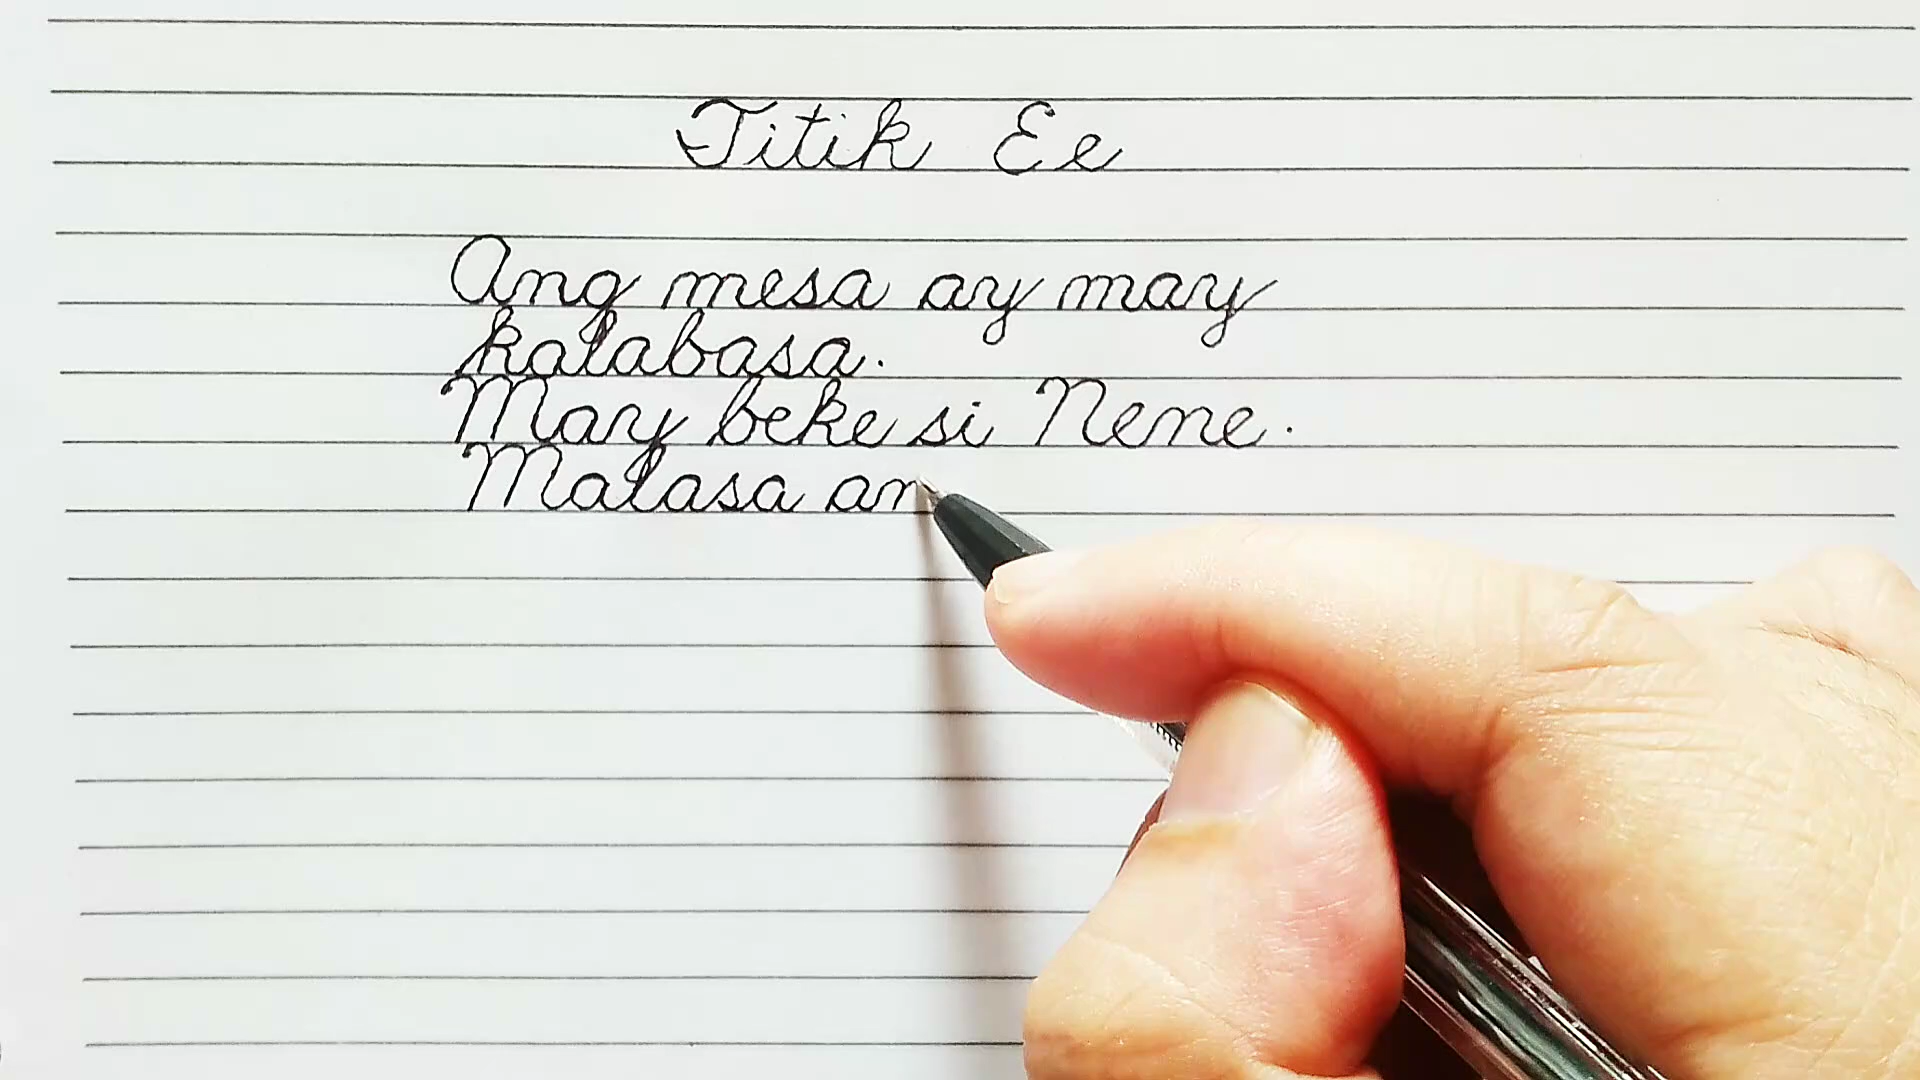 Titik Ee
Ang mesa ay may
kalabasa.
May beke si Nene.
Malasa an